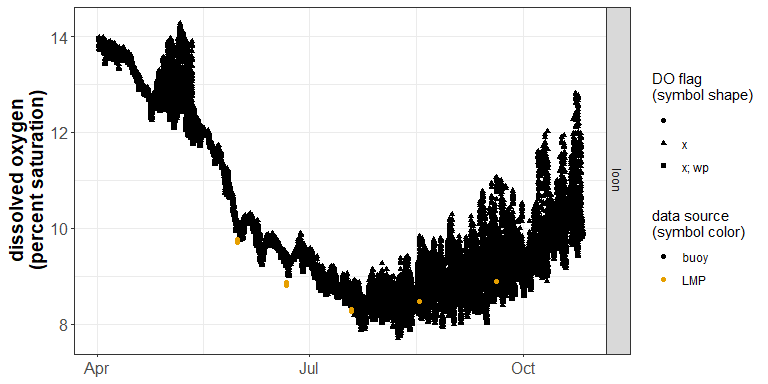 14
12
10
8
dissolved oxygen
(percent saturation)
Apr
Jul
Oct
loon
DO flag
(symbol shape)
x
x; wp
data source
(symbol color)
buoy
LMP